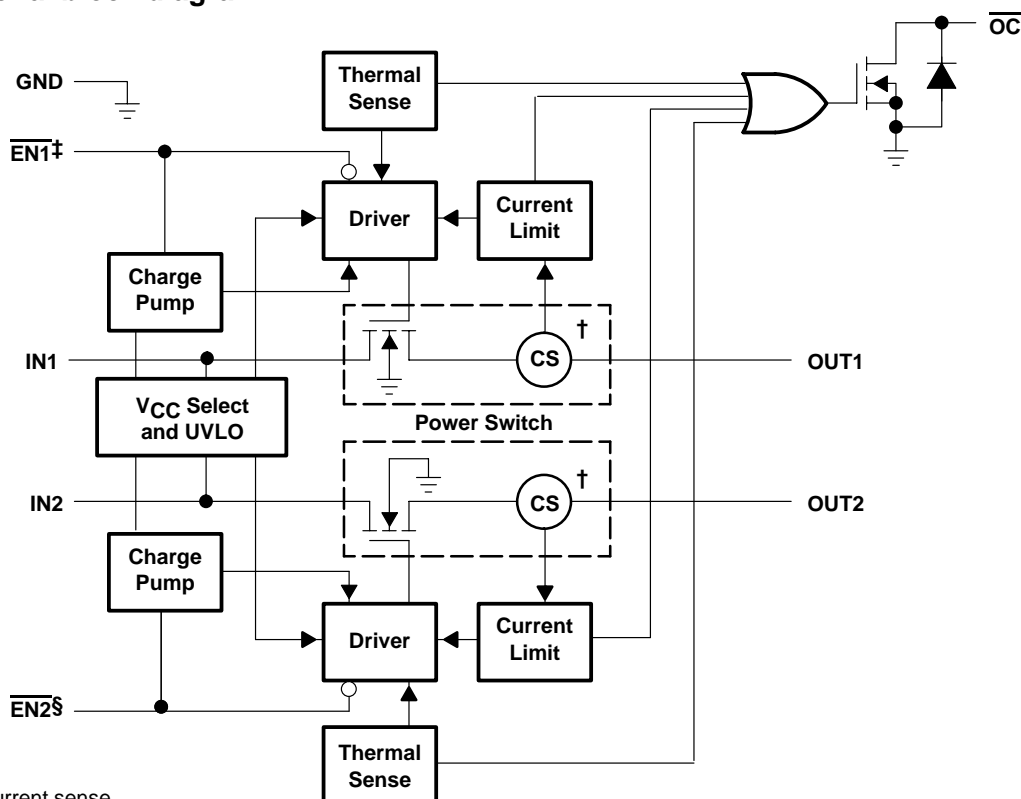 OC
GND
Thermal
Sense
EN1‡
Driver
Current
Limit
Charge
Pump
†
IN1
CS
OUT1
VCC Select
and UVLO
Power Switch
†
IN2
CS
OUT2
Charge
Pump
Driver
Current
Limit
EN2§
Thermal
Sense